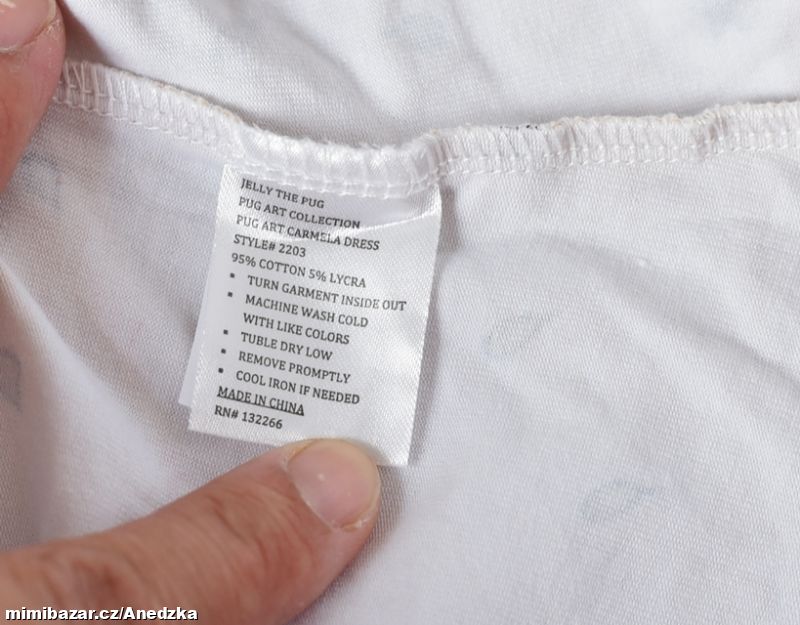 JELLY THE PUG
PUG ART COLLECTION
PUG ART CARMELA DRESS
STYLE# 2203
95% COTTON 5% LYCRA
▪ TURN GARMENT INSIDE OUT
▪ MACHINE WASH COLD
WITH LIKE COLORS
▪ TUBLE DRY LOW
▪ REMOVE PROMPTLY
▪ COOL IRON IF NEEDED
MADE IN CHINA
RN# 132266
mimibazar.cz/Anedzka